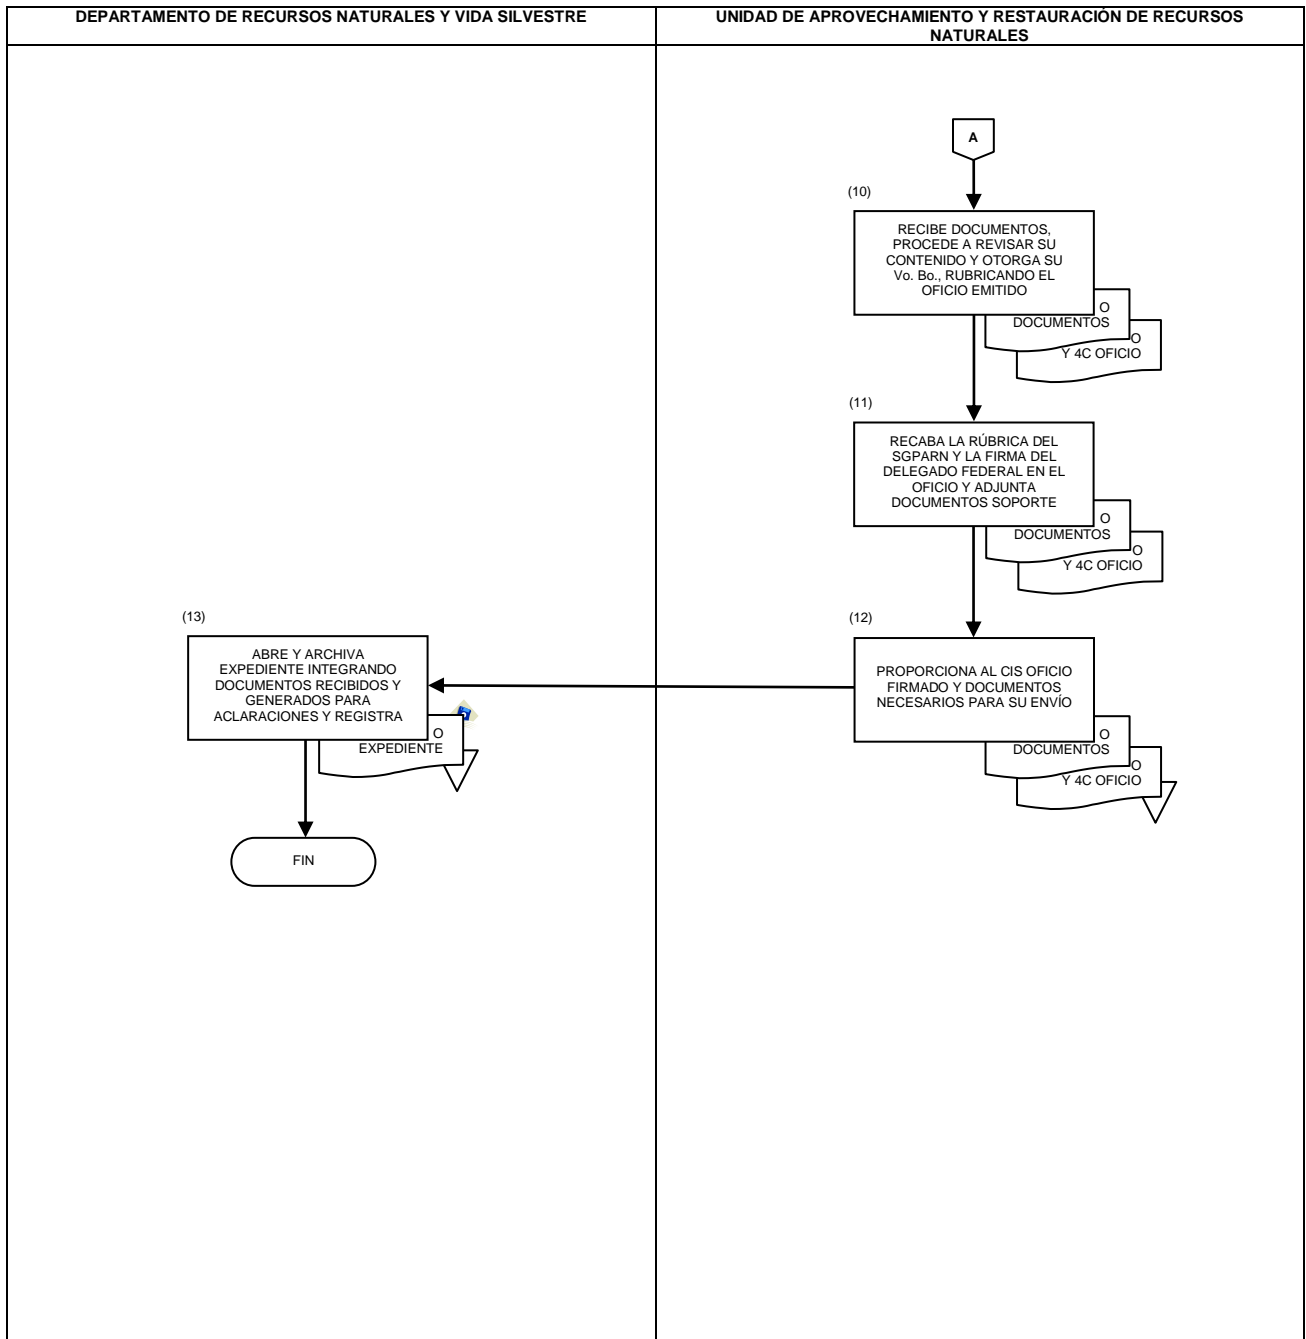 DEPARTAMENTO DE RECURSOS NATURALES Y VIDA SILVESTRE
UNIDAD DE APROVECHAMIENTO Y RESTAURACIÓN DE RECURSOS
NATURALES
A
(10)
RECIBE DOCUMENTOS,
PROCEDE A REVISAR SU
CONTENIDO Y OTORGA SU
Vo. Bo., RUBRICANDO EL
OFICIO EMITIDO
O
DOCUMENTOS
O
Y 4C OFICIO
(11)
RECABA LA RÚBRICA DEL
SGPARN Y LA FIRMA DEL
DELEGADO FEDERAL EN EL
OFICIO Y ADJUNTA
DOCUMENTOS SOPORTE
O
DOCUMENTOS
O
Y 4C OFICIO
(12)
PROPORCIONA AL CIS OFICIO
FIRMADO Y DOCUMENTOS
NECESARIOS PARA SU ENVÍO
O
DOCUMENTOS
O
Y 4C OFICIO
(13)
ABRE Y ARCHIVA
EXPEDIENTE INTEGRANDO
DOCUMENTOS RECIBIDOS Y
GENERADOS PARA
ACLARACIONES Y REGISTRA
O
EXPEDIENTE
FIN